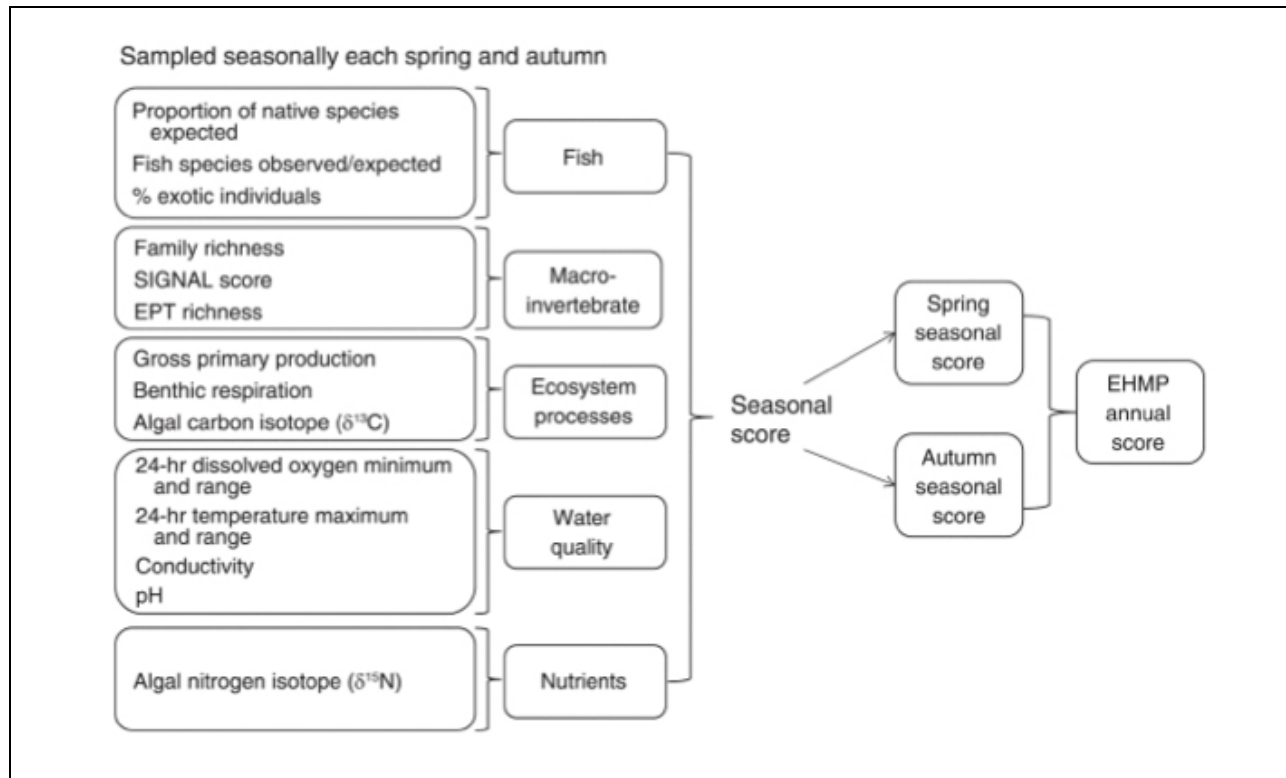 Sampled seasonally each spring and autumn
Proportion of native species
expected
Fish species observed/expected
% exotic individuals
Fish
Family richness
SIGNAL score
EPT richness
Macro-
invertebrate
Gross primary production
Benthic respiration
Algal carbon isotope (δ¹³C)
Ecosystem
processes
24-hr dissolved oxygen minimum
and range
24-hr temperature maximum
and range
Conductivity
pH
Water
quality
Algal nitrogen isotope (δ¹⁵N)
Nutrients
Seasonal
score
Spring
seasonal
score
Autumn
seasonal
score
EHMP
annual
score